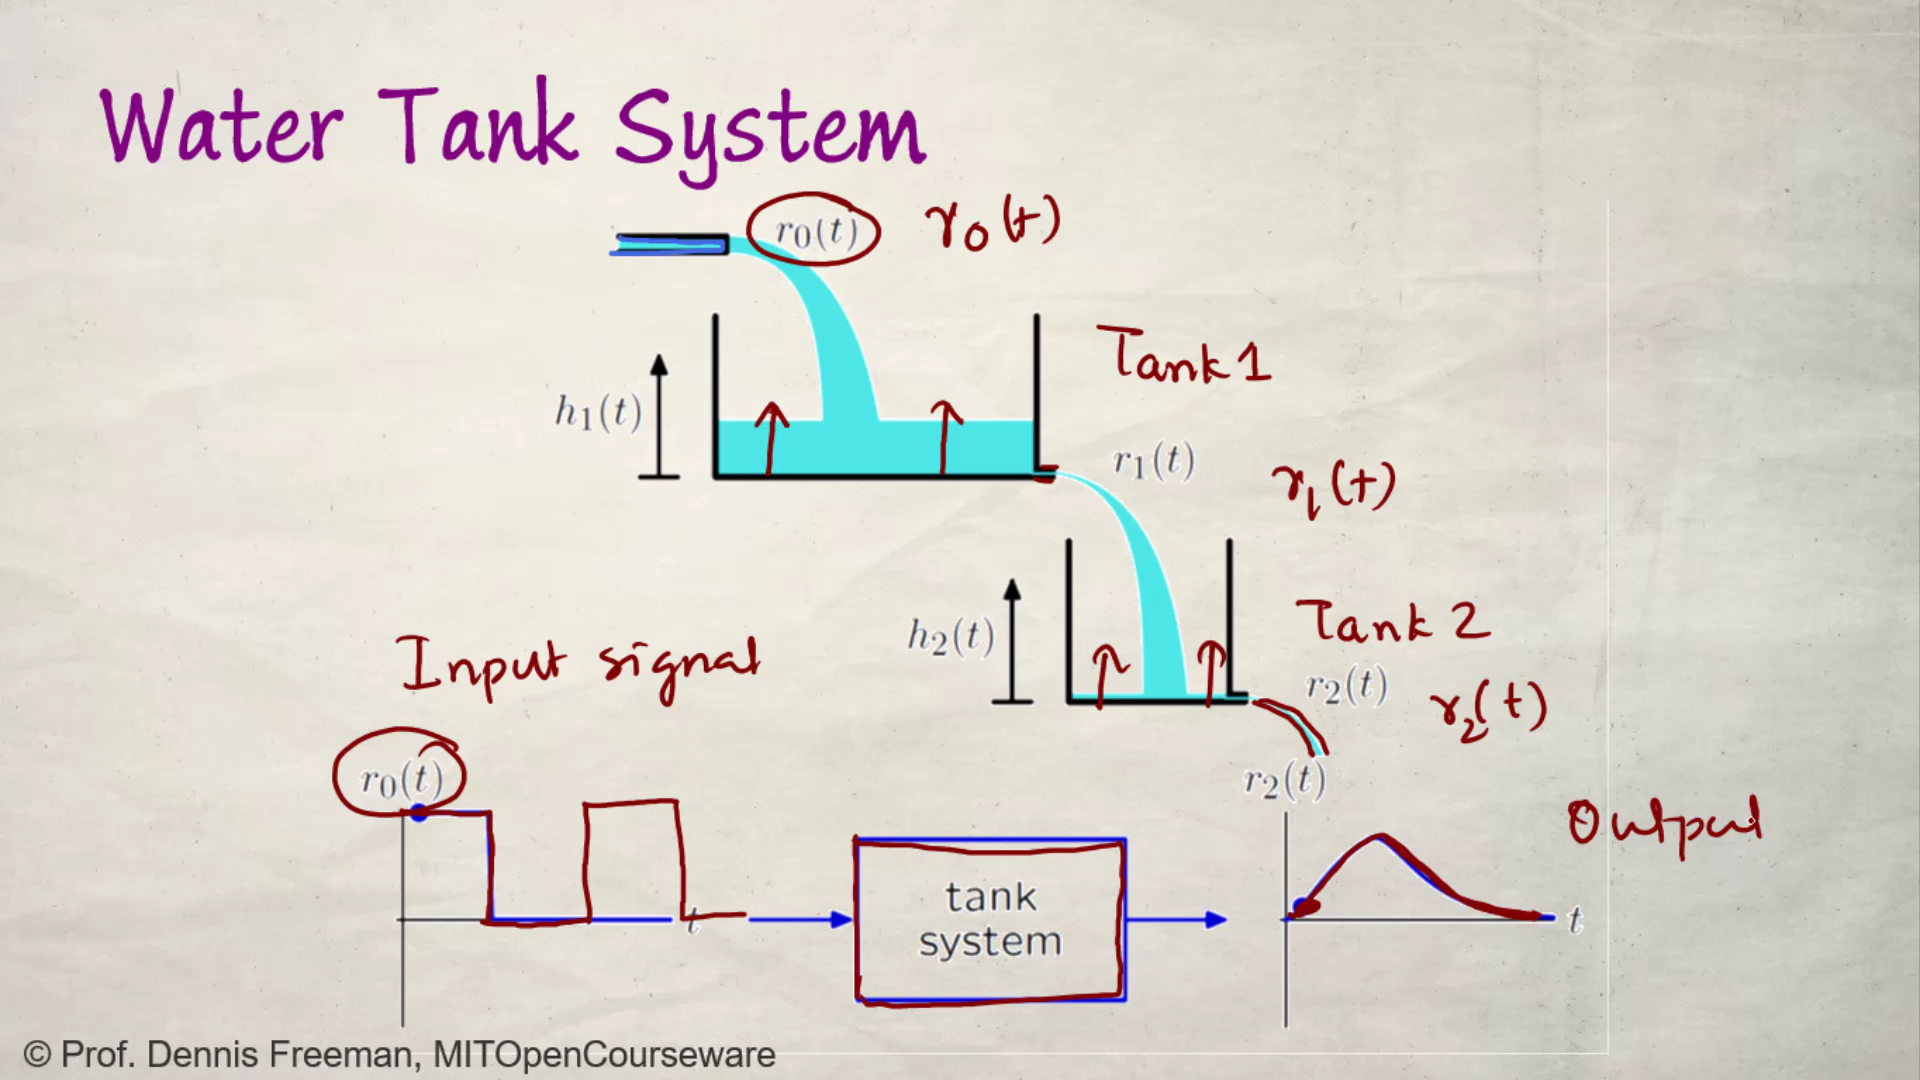 Water Tank System
r0(t) r0(t)
Tank 1
h1(t)
r1(t) r1(t)
Tank 2
h2(t)
r2(t) r2(t)
Input signal
r0(t)
t
tank
system
r2(t)
Output
t
© Prof. Dennis Freeman, MITOpenCourseware